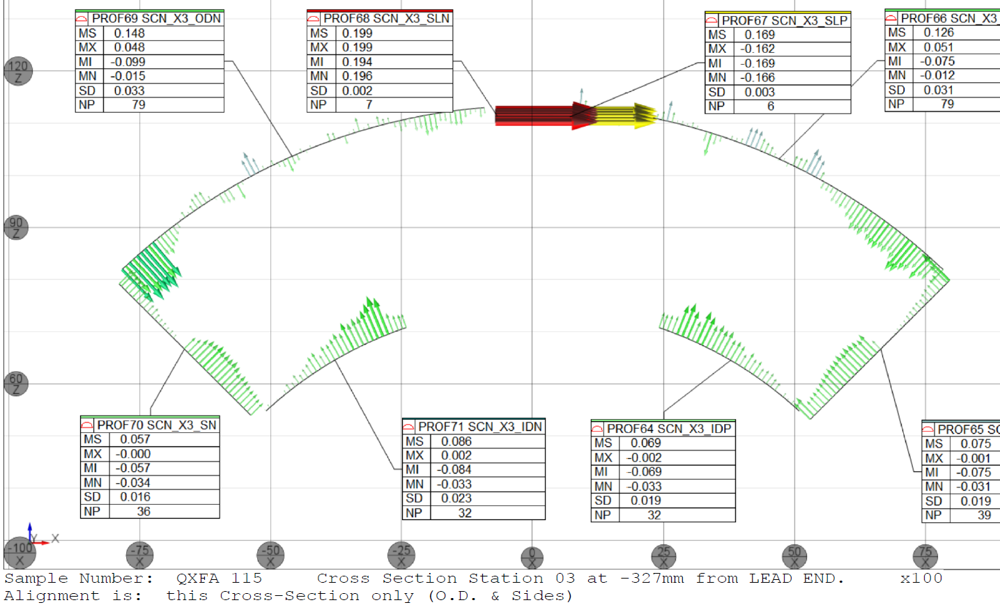 PROF69 SCN_X3_ODN
MS 0.148
MX 0.048
MI -0.099
MN -0.015
SD 0.033
NP 79
PROF68 SCN_X3_SLN
MS 0.199
MX 0.199
MI 0.194
MN 0.196
SD 0.002
NP 7
PROF67 SCN_X3_SLP
MS 0.169
MX -0.162
MI -0.169
MN -0.166
SD 0.003
NP 6
PROF66 SCN_X3_
MS 0.126
MX 0.051
MI -0.075
MN -0.012
SD 0.031
NP 79
120
Z
90
Z
60
Z
PROF70 SCN_X3_SN
MS 0.057
MX -0.000
MI -0.057
MN -0.034
SD 0.016
NP 36
PROF71 SCN_X3_IDN
MS 0.086
MX 0.002
MI -0.084
MN -0.033
SD 0.023
NP 32
PROF64 SCN_X3_IDP
MS 0.069
MX -0.002
MI -0.069
MN -0.033
SD 0.019
NP 32
PROF65 SC
MS 0.075
MX -0.001
MI -0.075
MN -0.031
SD 0.019
NP 39
Y X
-100 -75 -50 -25 0 25 50 75
X X X X X X X X
Sample Number: QXFA 115 Cross Section Station 03 at -327mm from LEAD END. x100
Alignment is: this Cross-Section only (O.D. & Sides)